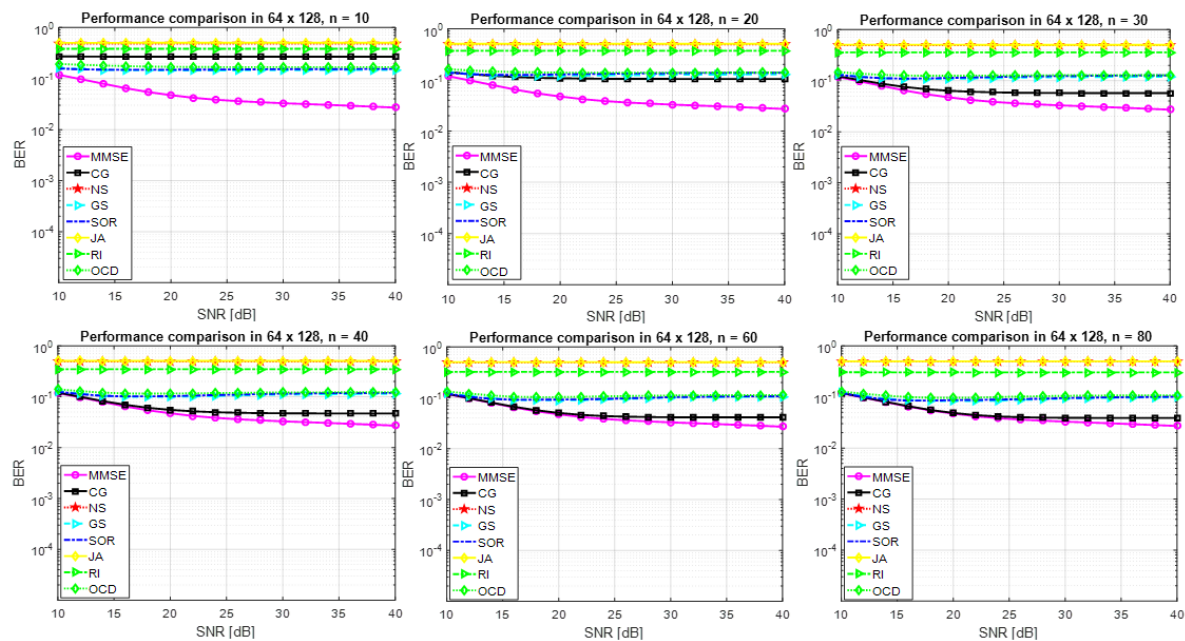 Performance comparison in 64 x 128, n = 10
10^0
10^-1
10^-2
10^-3
10^-4
BER
MMSE
CG
NS
GS
SOR
JA
RI
OCD
10 15 20 25 30 35 40
SNR [dB]
Performance comparison in 64 x 128, n = 20
10^0
10^-1
10^-2
10^-3
10^-4
BER
MMSE
CG
NS
GS
SOR
JA
RI
OCD
10 15 20 25 30 35 40
SNR [dB]
Performance comparison in 64 x 128, n = 30
10^0
10^-1
10^-2
10^-3
10^-4
BER
MMSE
CG
NS
GS
SOR
JA
RI
OCD
10 15 20 25 30 35 40
SNR [dB]
Performance comparison in 64 x 128, n = 40
10^0
10^-1
10^-2
10^-3
10^-4
BER
MMSE
CG
NS
GS
SOR
JA
RI
OCD
10 15 20 25 30 35 40
SNR [dB]
Performance comparison in 64 x 128, n = 60
10^0
10^-1
10^-2
10^-3
10^-4
BER
MMSE
CG
NS
GS
SOR
JA
RI
OCD
10 15 20 25 30 35 40
SNR [dB]
Performance comparison in 64 x 128, n = 80
10^0
10^-1
10^-2
10^-3
10^-4
BER
MMSE
CG
NS
GS
SOR
JA
RI
OCD
10 15 20 25 30 35 40
SNR [dB]